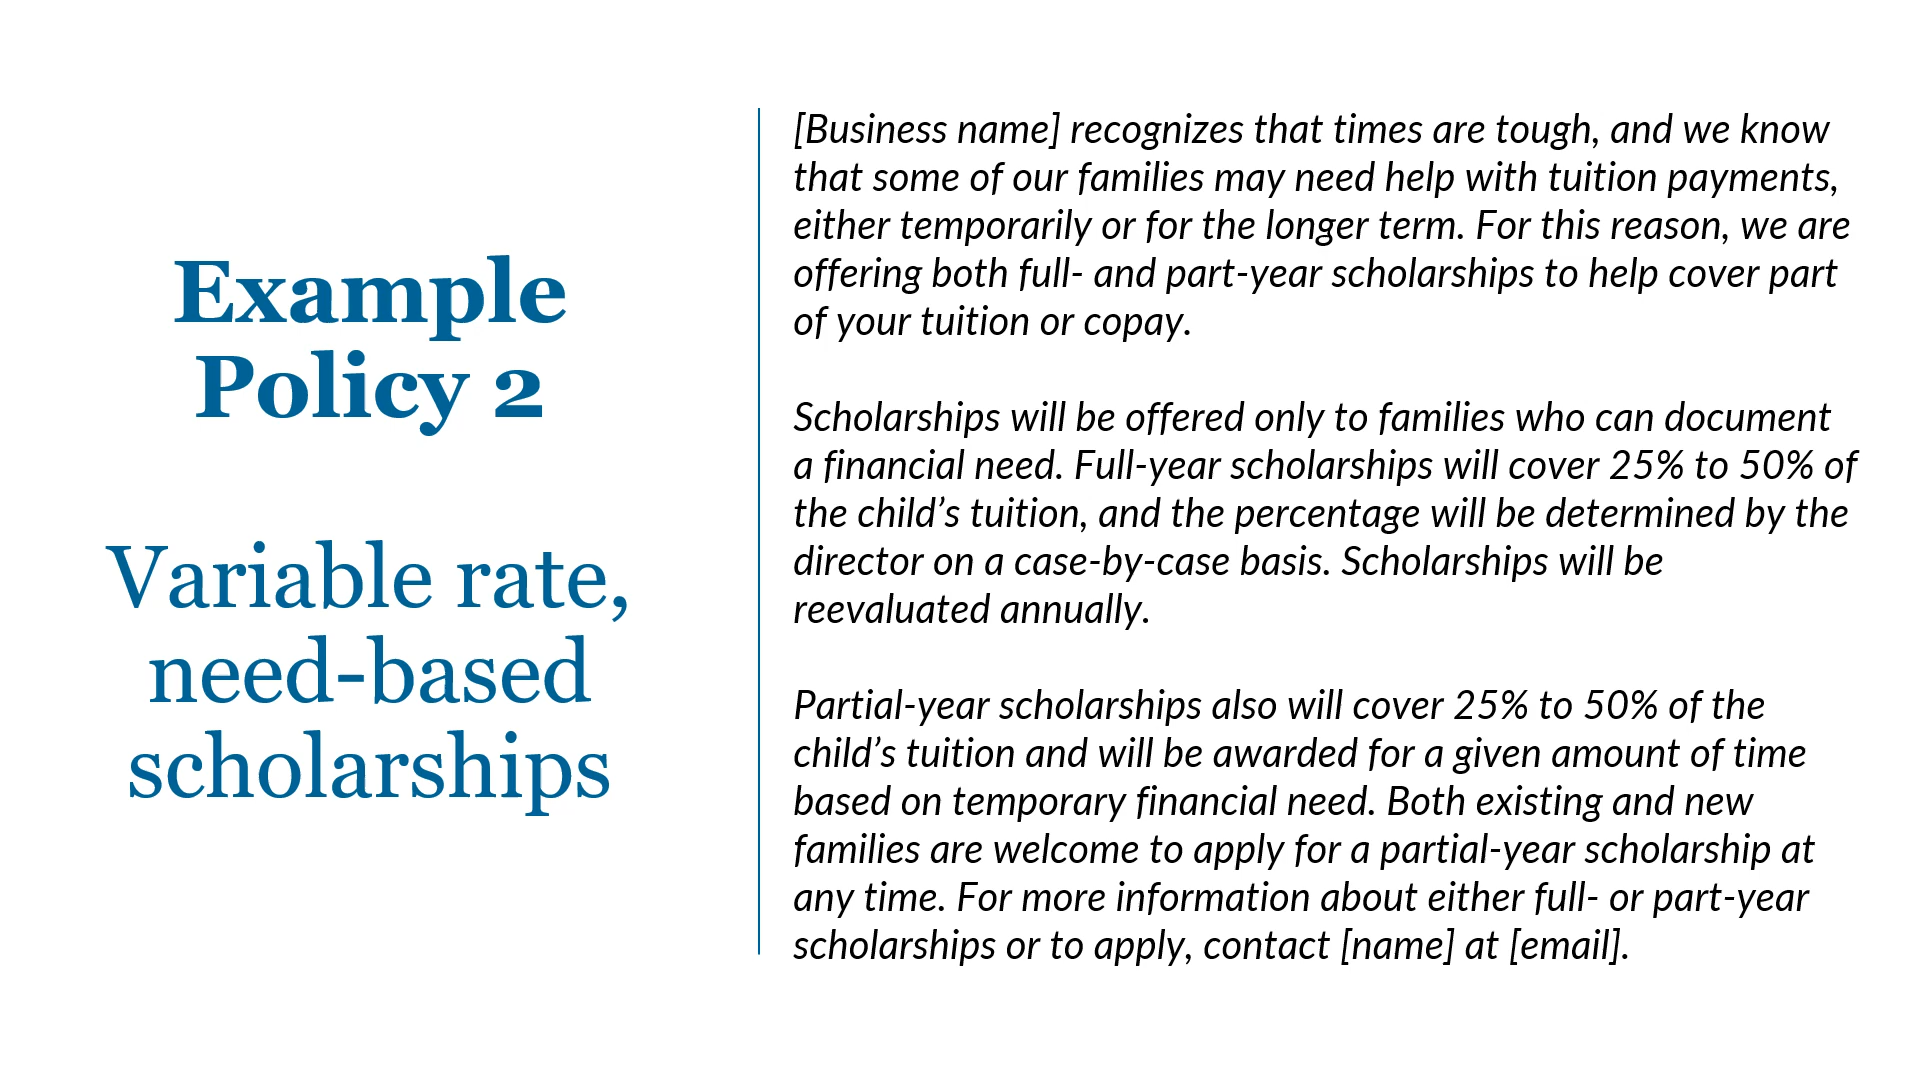 Example
Policy 2
Variable rate,
need-based
scholarships
[Business name] recognizes that times are tough, and we know
that some of our families may need help with tuition payments,
either temporarily or for the longer term. For this reason, we are
offering both full- and part-year scholarships to help cover part
of your tuition or copay.
Scholarships will be offered only to families who can document
a financial need. Full-year scholarships will cover 25% to 50% of
the child’s tuition, and the percentage will be determined by the
director on a case-by-case basis. Scholarships will be
reevaluated annually.
Partial-year scholarships also will cover 25% to 50% of the
child’s tuition and will be awarded for a given amount of time
based on temporary financial need. Both existing and new
families are welcome to apply for a partial-year scholarship at
any time. For more information about either full- or part-year
scholarships or to apply, contact [name] at [email].